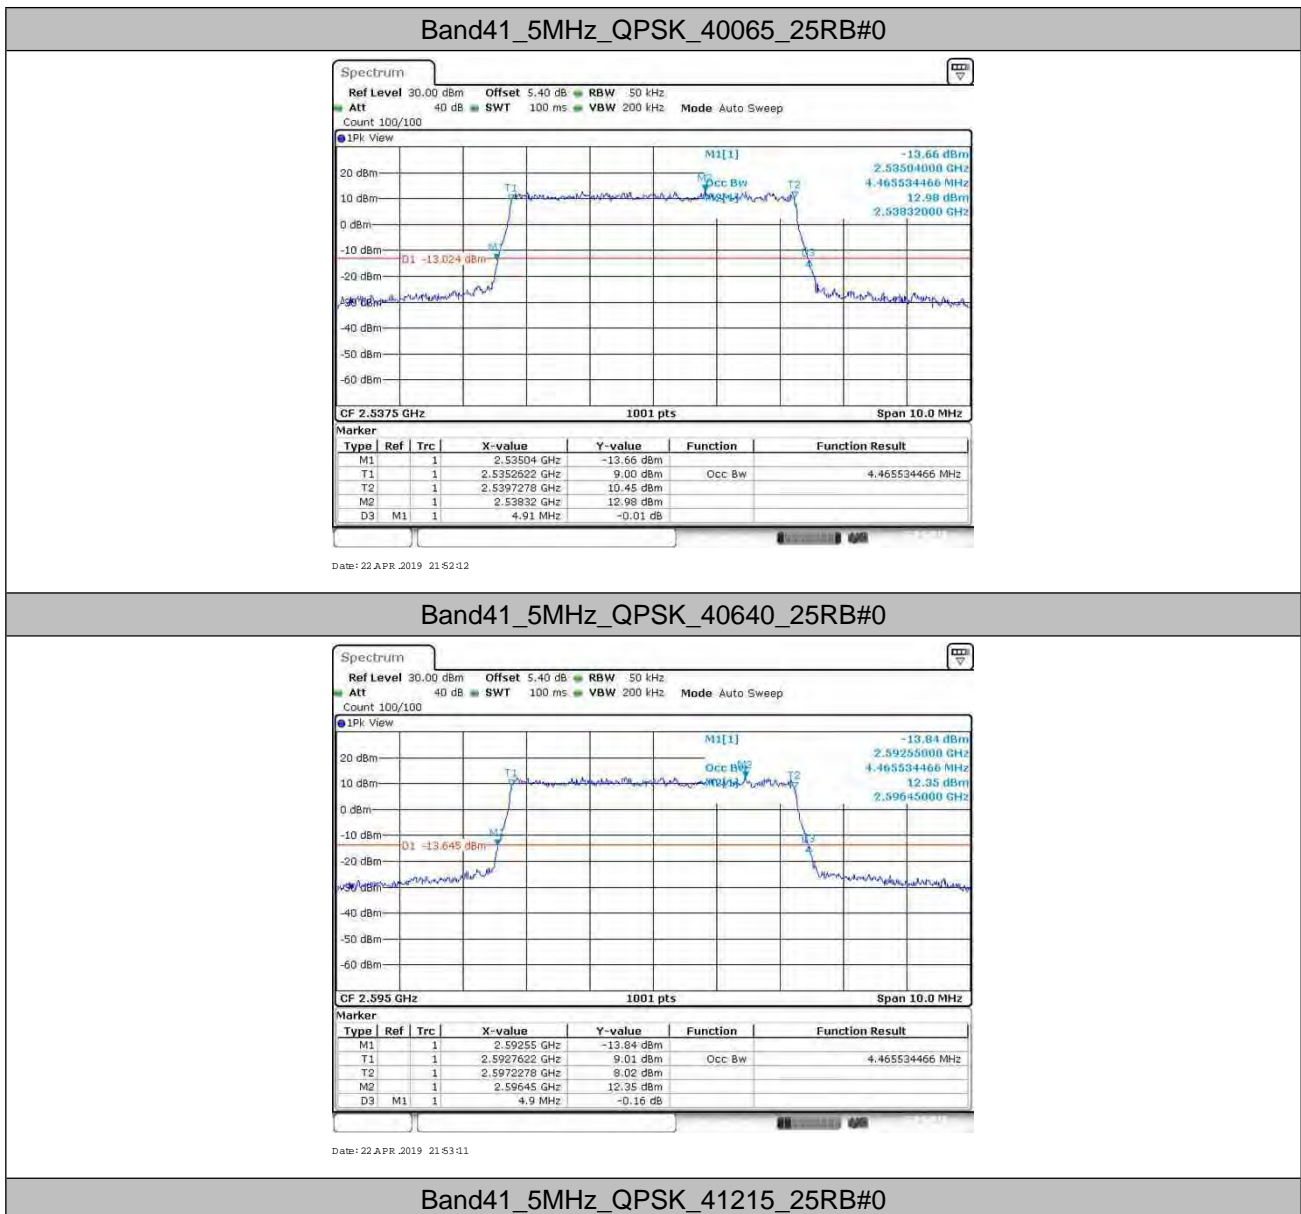 Band41_5MHz_QPSK_40065_25RB#0
Spectrum
Ref Level 30.00 dBm Offset 5.40 dB RBW 50 kHz
Att 40 dB SWT 100 ms VBW 200 kHz Mode Auto Sweep
Count 100/100
1Pk View
M1[1] -13.66 dBm
2.53504000 GHz
20 dBm
M2 Occ Bw 4.465534466 MHz
T1 T2
10 dBm
12.98 dBm
2.53832000 GHz
0 dBm
-10 dBm
M1
D1 -13.024 dBm
D3
-20 dBm
-30 dBm
-40 dBm
-50 dBm
-60 dBm
CF 2.5375 GHz 1001 pts Span 10.0 MHz
Marker
Type Ref Trc X-value Y-value Function Function Result
M1 1 2.53504 GHz -13.66 dBm
T1 1 2.5352622 GHz 9.00 dBm Occ Bw 4.465534466 MHz
T2 1 2.5397278 GHz 10.45 dBm
M2 1 2.53832 GHz 12.98 dBm
D3 M1 1 4.91 MHz -0.01 dB
Date: 22.APR.2019 21:52:12
Band41_5MHz_QPSK_40640_25RB#0
Spectrum
Ref Level 30.00 dBm Offset 5.40 dB RBW 50 kHz
Att 40 dB SWT 100 ms VBW 200 kHz Mode Auto Sweep
Count 100/100
1Pk View
M1[1] -13.84 dBm
2.59255000 GHz
20 dBm
Occ Bw M2 4.465534466 MHz
T1 T2
10 dBm
12.35 dBm
2.59645000 GHz
0 dBm
-10 dBm
M1
D1 -13.645 dBm
D3
-20 dBm
-30 dBm
-40 dBm
-50 dBm
-60 dBm
CF 2.595 GHz 1001 pts Span 10.0 MHz
Marker
Type Ref Trc X-value Y-value Function Function Result
M1 1 2.59255 GHz -13.84 dBm
T1 1 2.5927622 GHz 9.01 dBm Occ Bw 4.465534466 MHz
T2 1 2.5972278 GHz 8.02 dBm
M2 1 2.59645 GHz 12.35 dBm
D3 M1 1 4.9 MHz -0.16 dB
Date: 22.APR.2019 21:53:11
Band41_5MHz_QPSK_41215_25RB#0